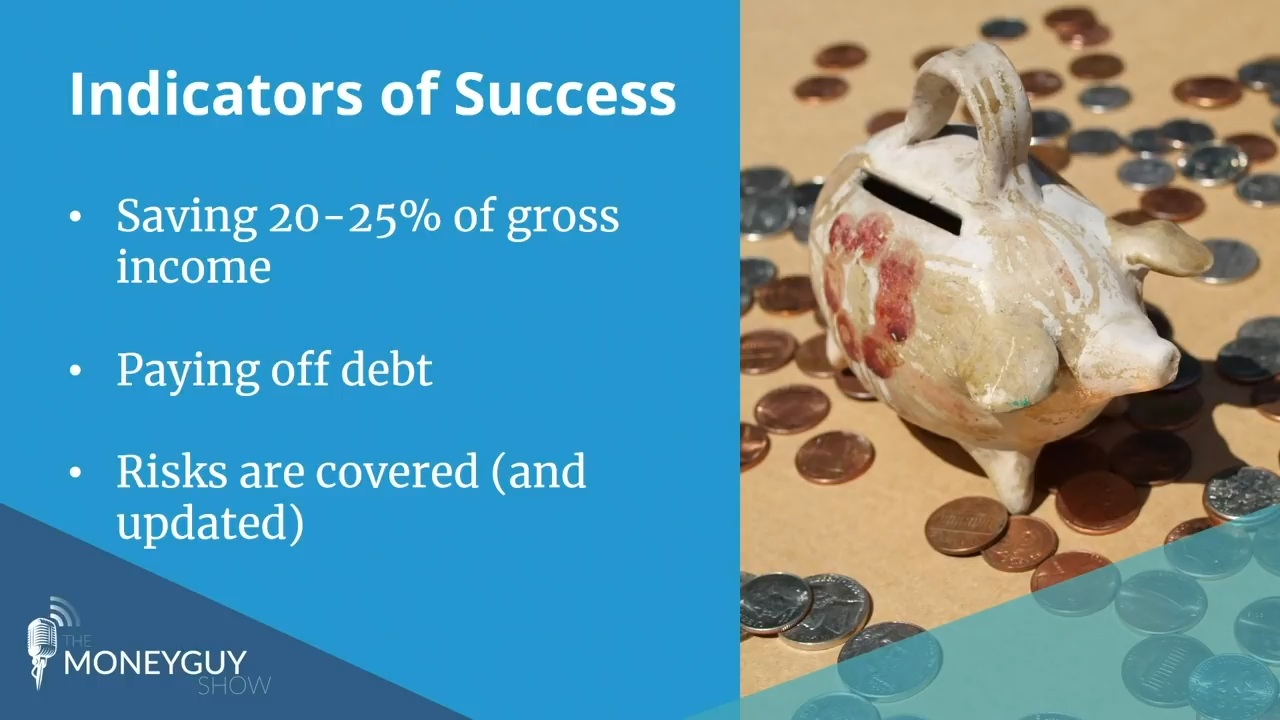 Indicators of Success
• Saving 20-25% of gross
income
• Paying off debt
• Risks are covered (and
updated)
THE
MONEYGUY
SHOW